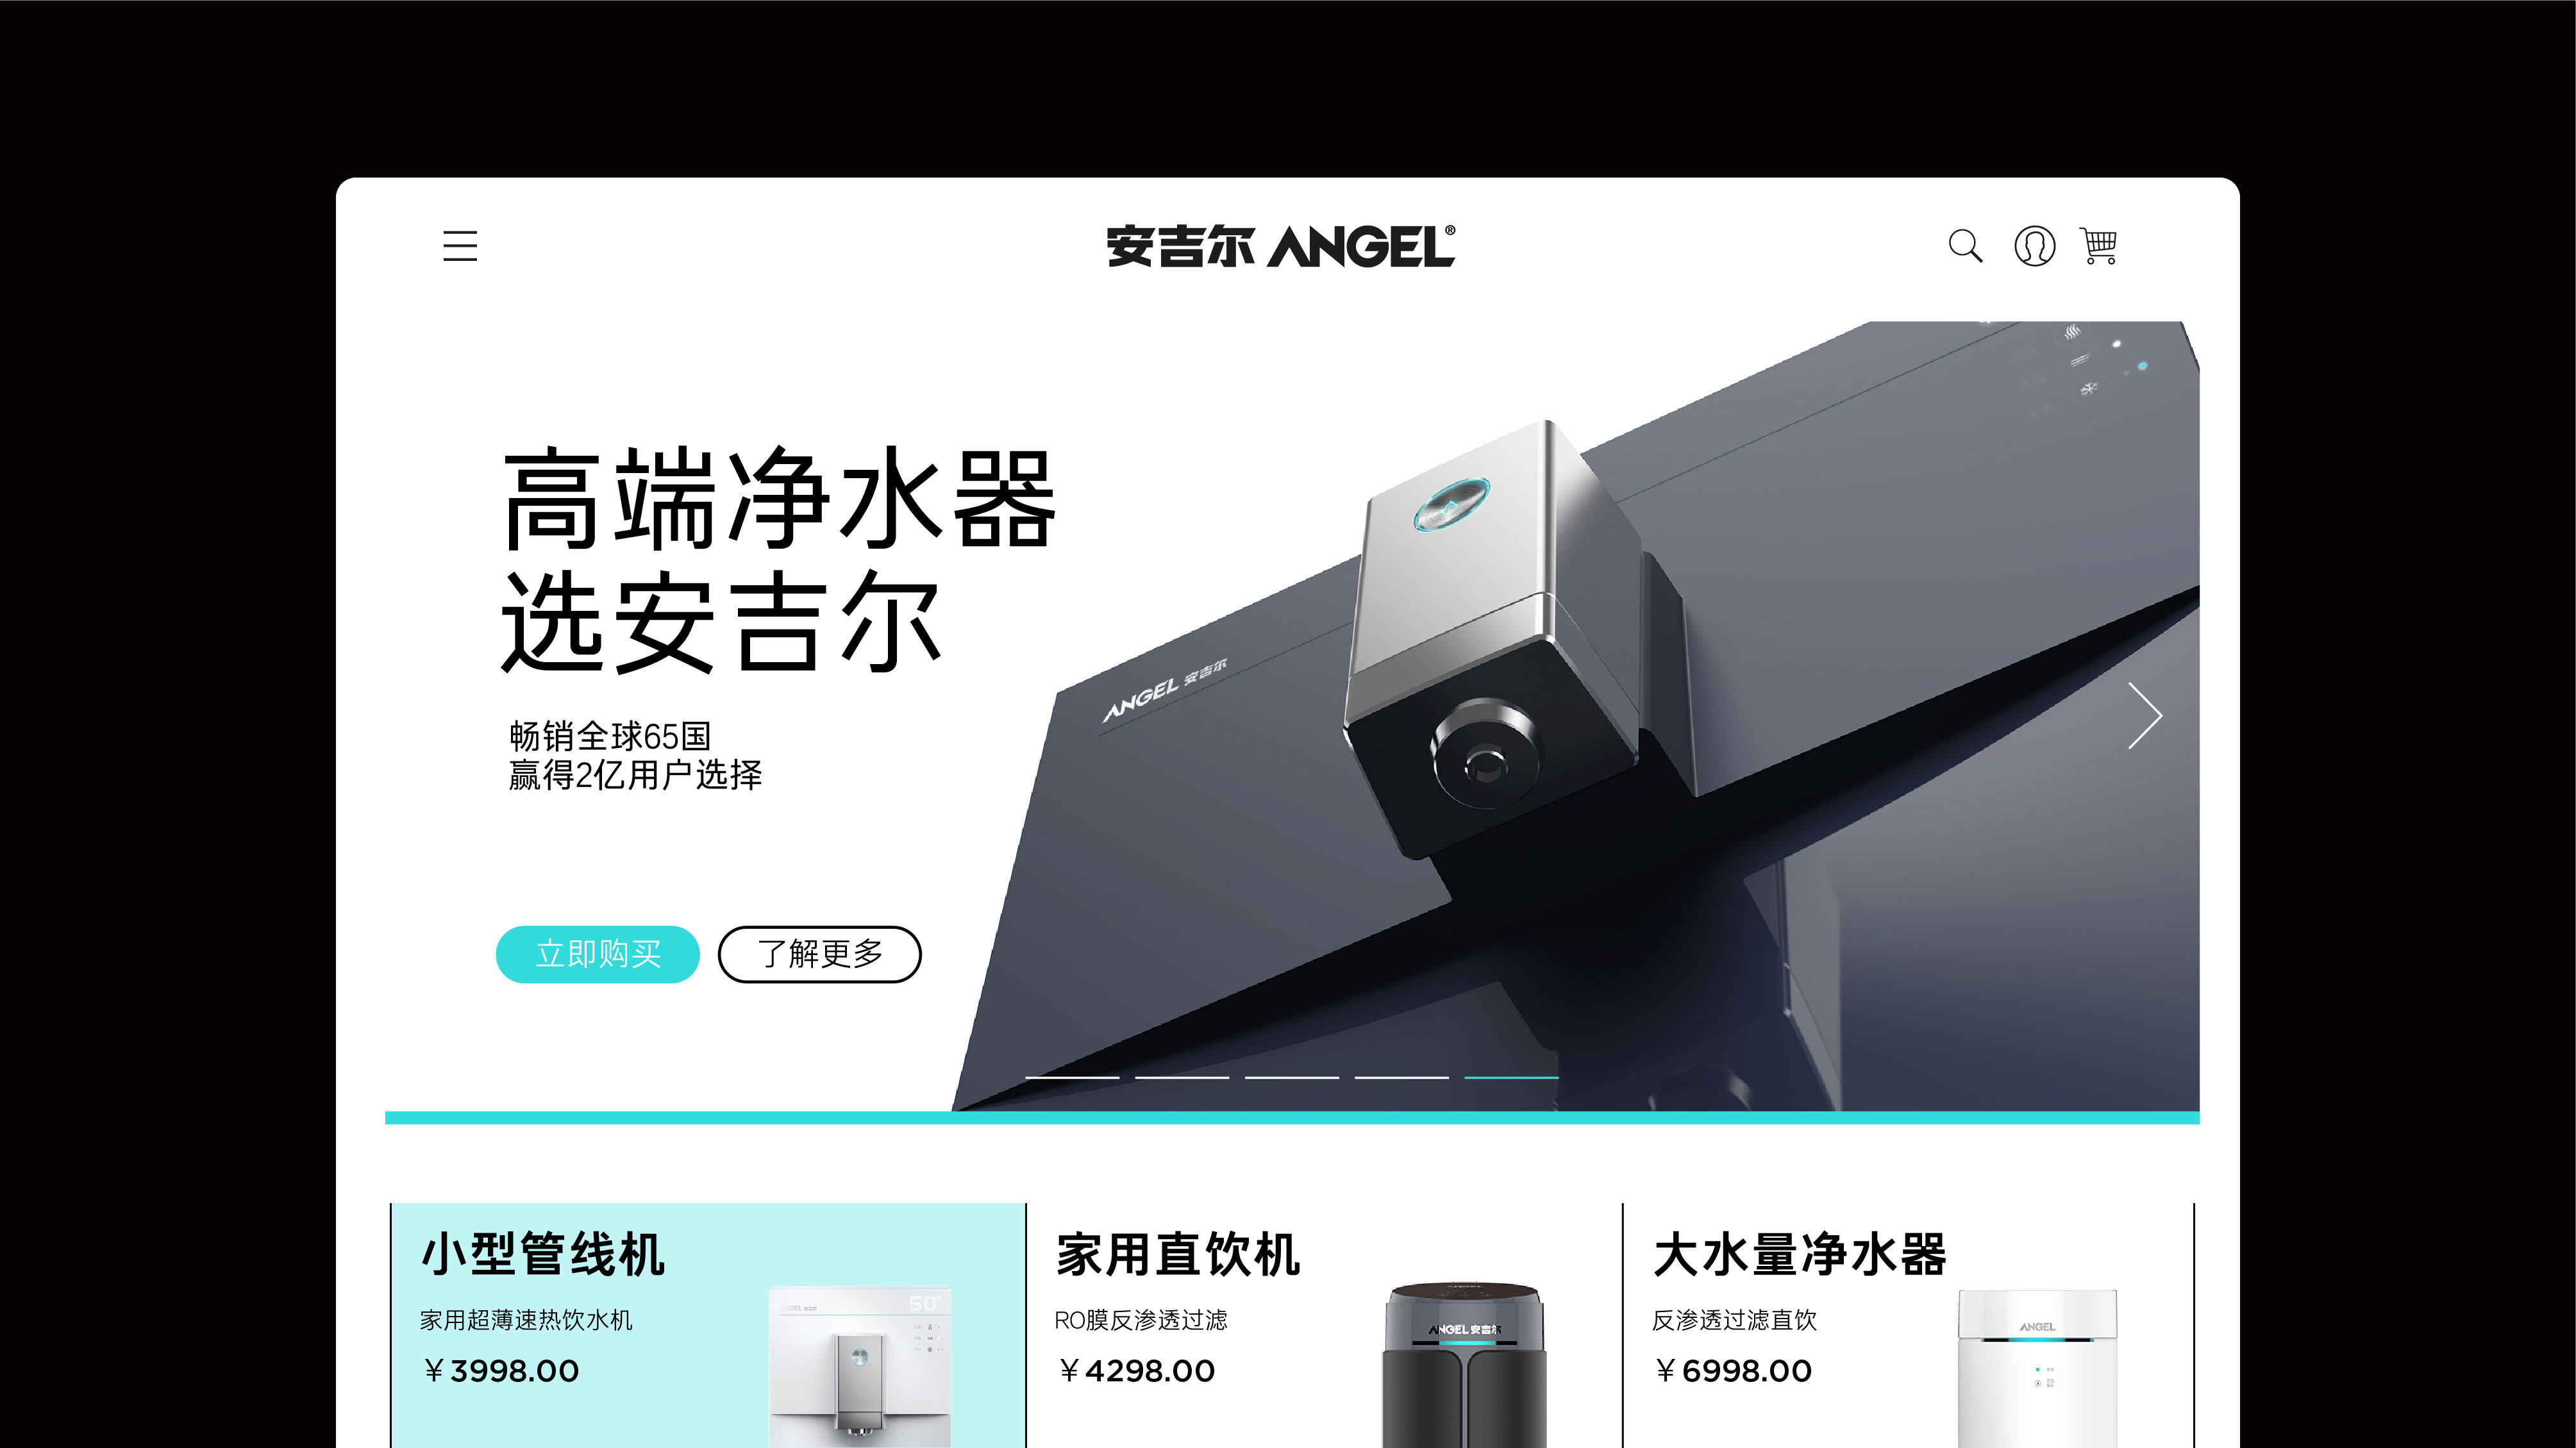 安吉尔 ANGEL®
高端净水器
选安吉尔
ANGEL 安吉尔
畅销全球65国
赢得2亿用户选择
立即购买
了解更多
小型管线机
家用超薄速热饮水机
¥3998.00
50°
家用直饮机
RO膜反渗透过滤
¥4298.00
ANGEL 安吉尔
大水量净水器
反渗透过滤直饮
¥6998.00
ANGEL